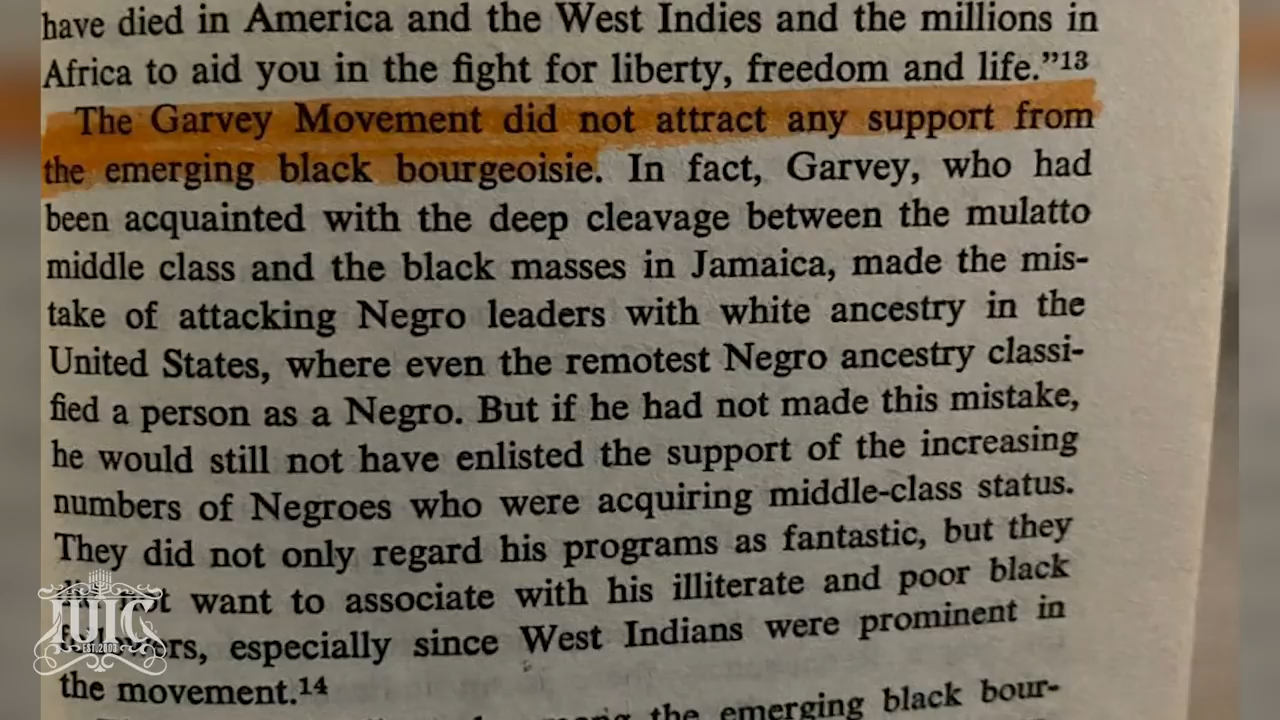 have died in America and the West Indies and the millions in
Africa to aid you in the fight for liberty, freedom and life.”13
The Garvey Movement did not attract any support from
the emerging black bourgeoisie. In fact, Garvey, who had
been acquainted with the deep cleavage between the mulatto
middle class and the black masses in Jamaica, made the mis-
take of attacking Negro leaders with white ancestry in the
United States, where even the remotest Negro ancestry classi-
fied a person as a Negro. But if he had not made this mistake,
he would still not have enlisted the support of the increasing
numbers of Negroes who were acquiring middle-class status.
They did not only regard his programs as fantastic, but they
want to associate with his illiterate and poor black
especially since West Indians were prominent in
the movement.14
the emerging black bour-
IUIC
EST. 2003